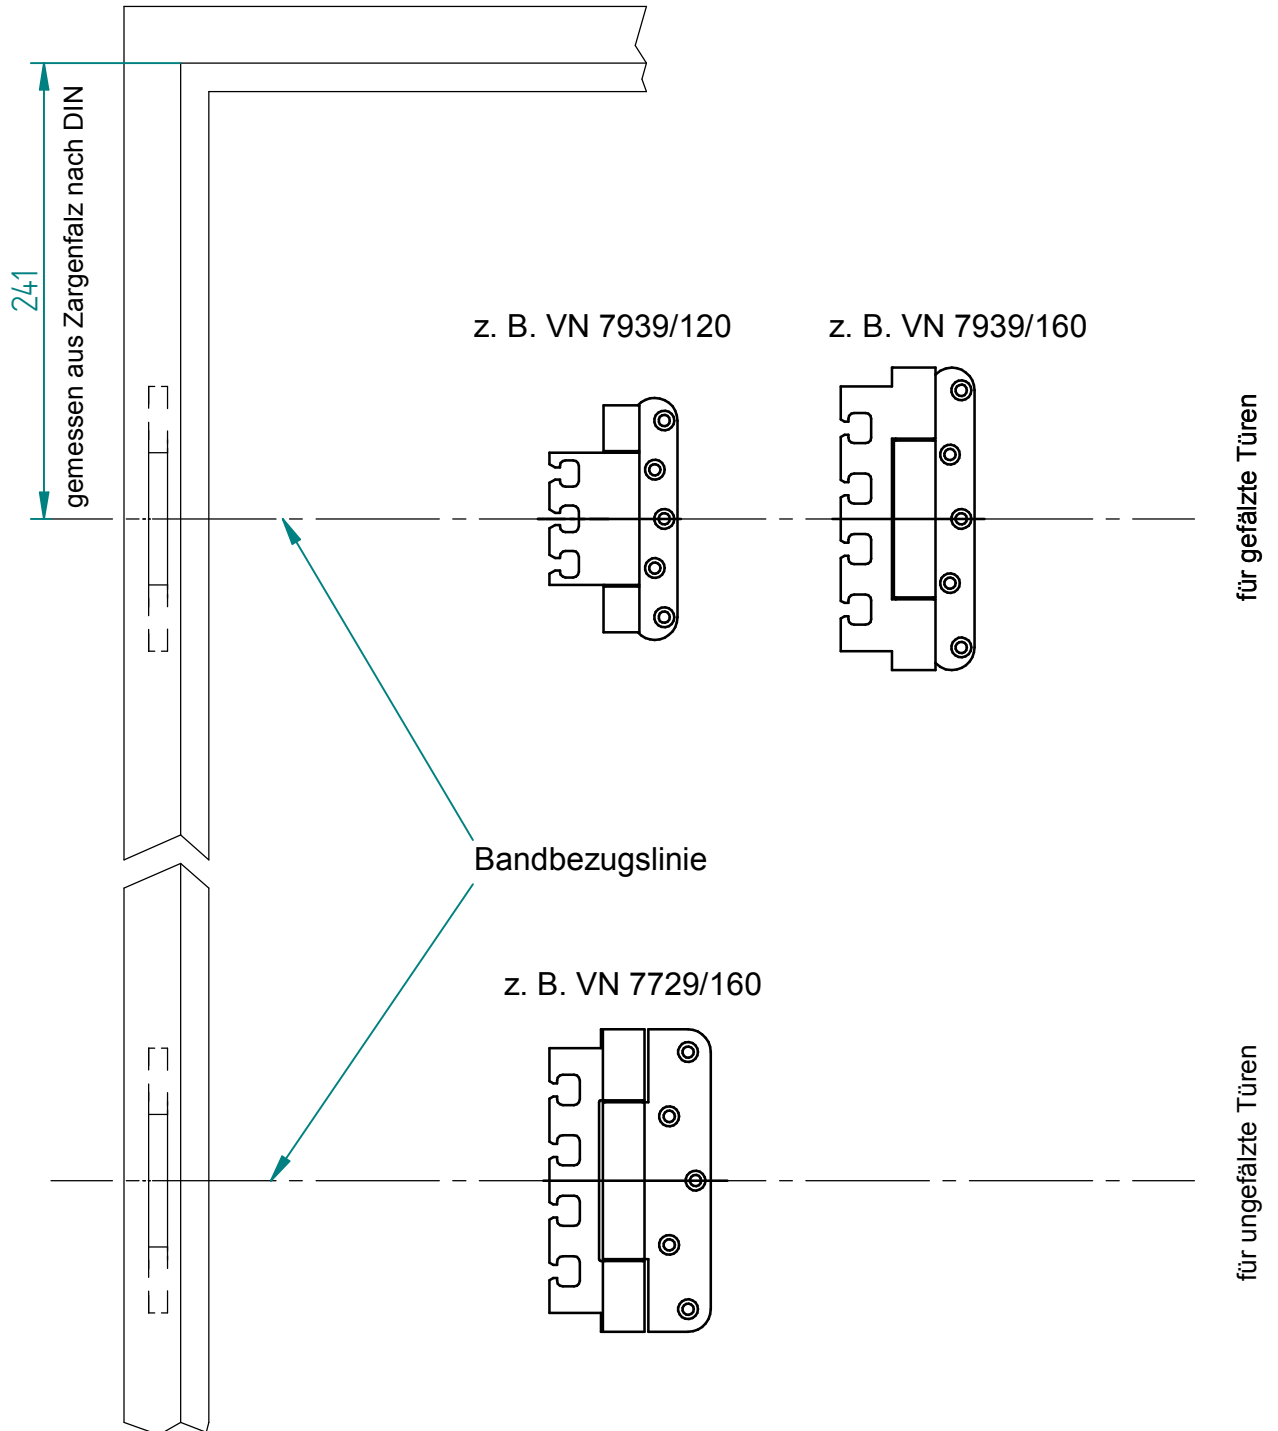 241
gemessen aus Zargenfalz nach DIN
z. B. VN 7939/120
z. B. VN 7939/160
für gefälzte Türen
Bandbezugslinie
z. B. VN 7729/160
für ungefälzte Türen